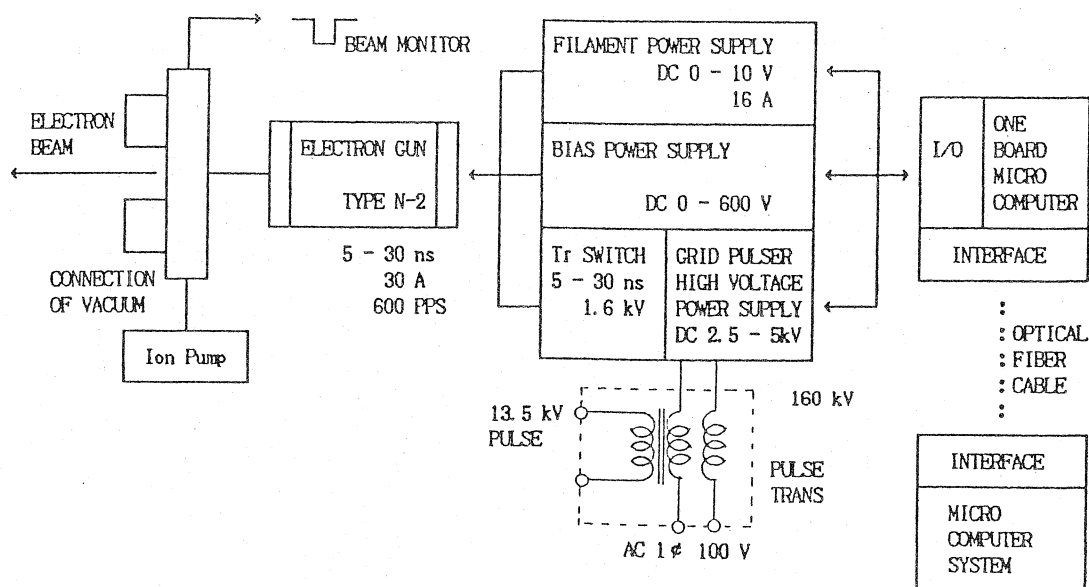 BEAM MONITOR
ELECTRON
BEAM
CONNECTION
OF VACUUM
Ion Pump
ELECTRON GUN
TYPE N-2
5 - 30 ns
30 A
600 PPS
FILAMENT POWER SUPPLY
DC 0 - 10 V
16 A
BIAS POWER SUPPLY
DC 0 - 600 V
Tr SWITCH
5 - 30 ns
1.6 kV
GRID PULSER
HIGH VOLTAGE
POWER SUPPLY
DC 2.5 - 5kV
13.5 kV
PULSE
160 kV
PULSE
TRANS
AC 1¢ 100 V
I/O
ONE
BOARD
MICRO
COMPUTER
INTERFACE
OPTICAL
FIBER
CABLE
INTERFACE
MICRO
COMPUTER
SYSTEM